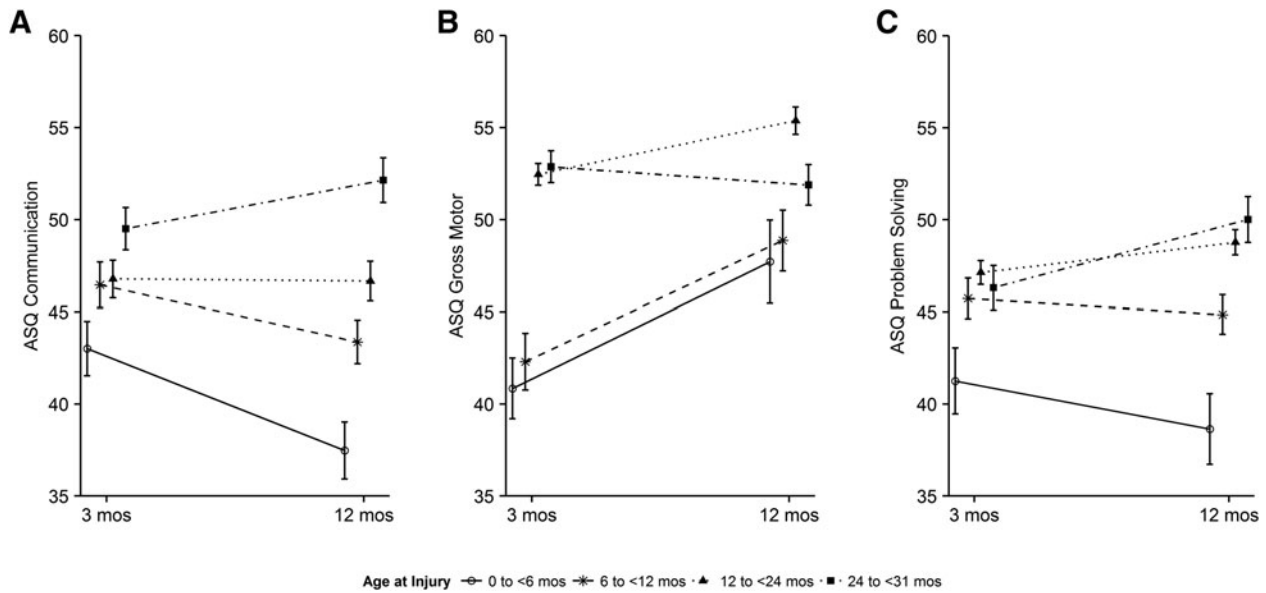 A
B
C
60
55
50
45
40
35
ASQ Communication
3 mos
12 mos
60
55
50
45
40
35
ASQ Gross Motor
3 mos
12 mos
60
55
50
45
40
35
ASQ Problem Solving
3 mos
12 mos
Age at Injury 0 to <6 mos 6 to <12 mos 12 to <24 mos 24 to <31 mos